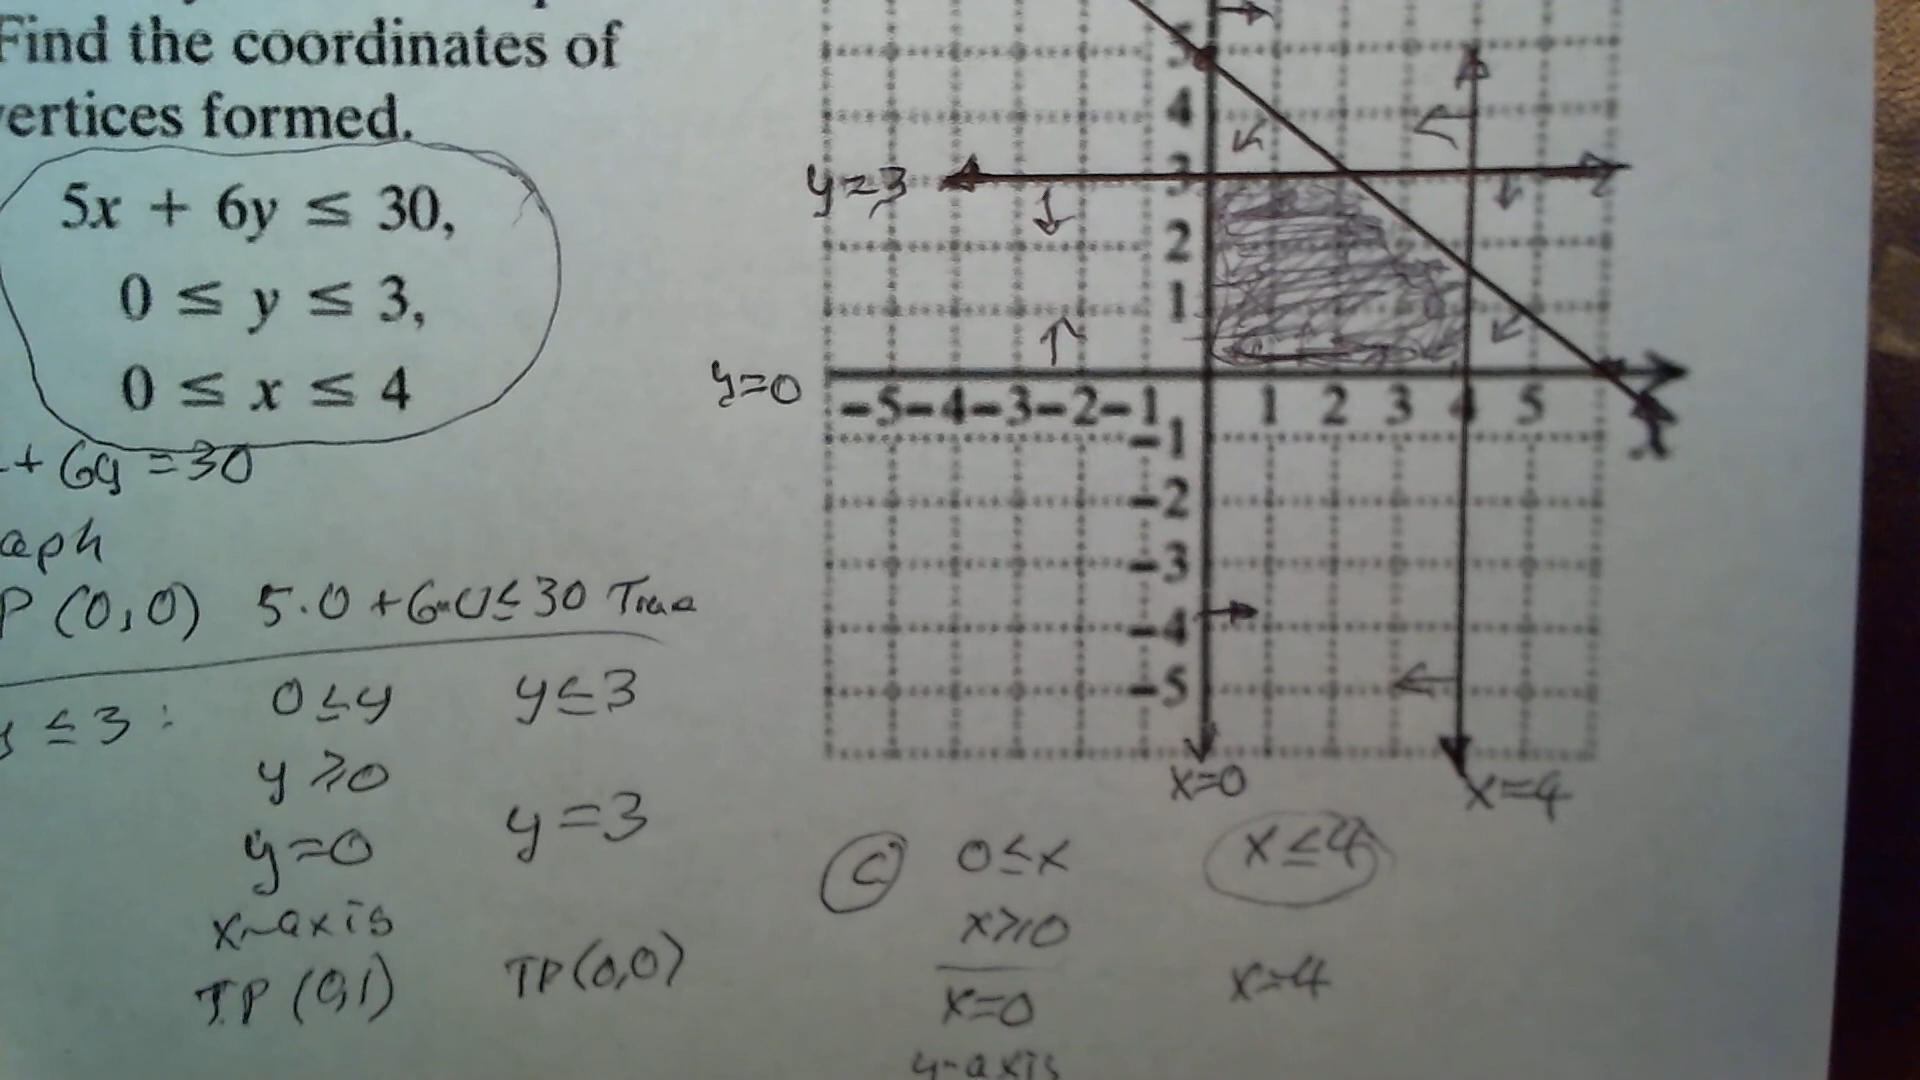 Find the coordinates of
vertices formed.
5x + 6y ≤ 30,
0 ≤ y ≤ 3,
0 ≤ x ≤ 4
+ 6y = 30
aph
P (0,0) 5·0 + 6·0 ≤ 30 True
y ≤ 3 : 0 ≤ y y ≤ 3
y ≥ 0
y = 0 y = 3
x-axis
TP (0,1) TP (0,0)
5
4
y=3 3
2
1
y=0
-5 -4 -3 -2 -1 1 2 3 4 5 x
-1
-2
-3
-4
-5
x=0 x=4
C 0 ≤ x x ≤ 4
x ≥ 0
x=0 x=4
y-axis